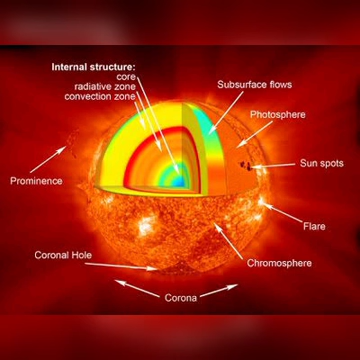 Internal structure:
core
radiative zone
convection zone
Subsurface flows
Photosphere
Sun spots
Prominence
Flare
Coronal Hole
Chromosphere
Corona